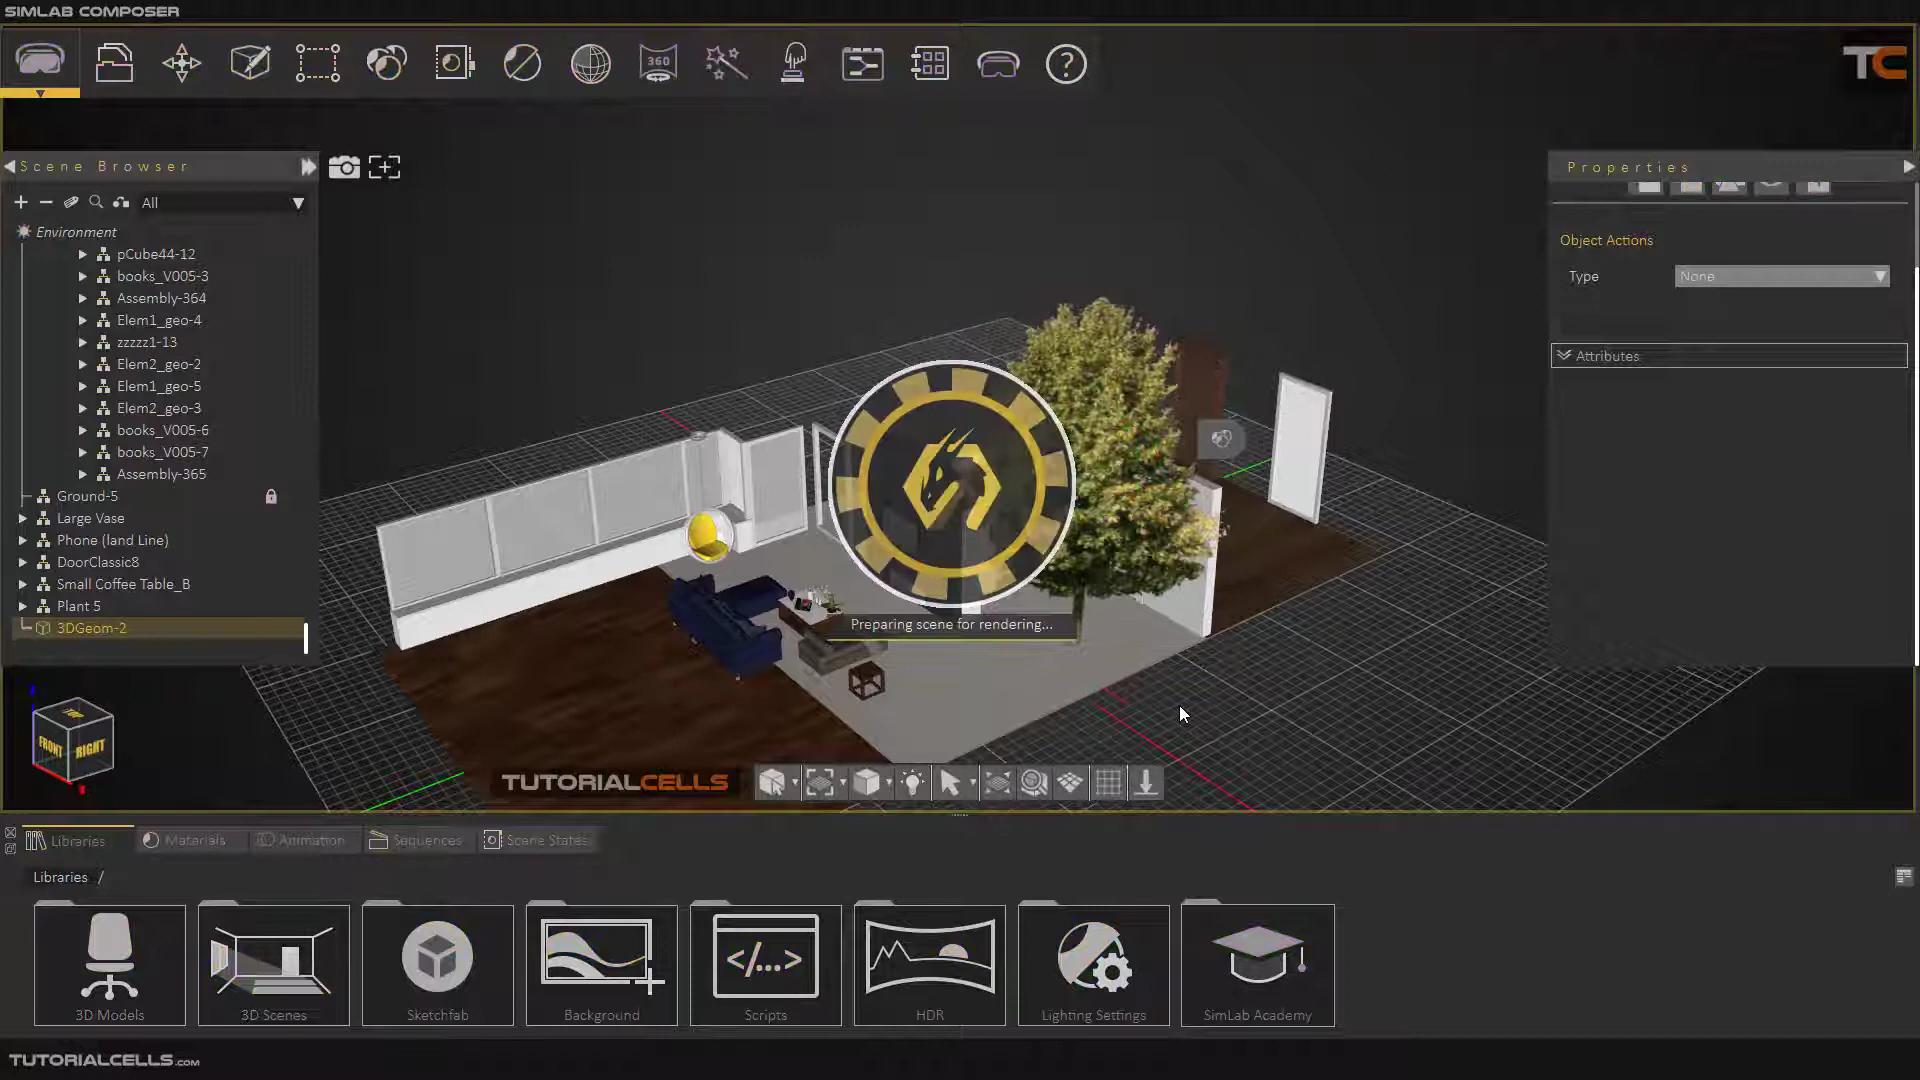 SIMLAB COMPOSER
360
TC
Scene Browser
Properties
All
Environment
pCube44-12
books_V005-3
Assembly-364
Elem1_geo-4
zzzzz1-13
Elem2_geo-2
Elem1_geo-5
Elem2_geo-3
books_V005-6
books_V005-7
Assembly-365
Ground-5
Large Vase
Phone (land Line)
DoorClassic8
Small Coffee Table_B
Plant 5
3DGeom-2
Object Actions
Type
None
Attributes
Preparing scene for rendering...
TOP
FRONT
RIGHT
TUTORIALCELLS
Libraries
Materials
Animation
Sequences
Scene States
Libraries /
</...>
3D Models
3D Scenes
Sketchfab
Background
Scripts
HDR
Lighting Settings
SimLab Academy
TUTORIALCELLS.com